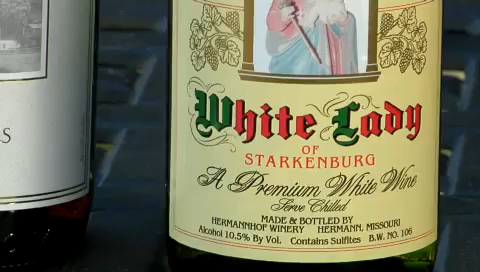 White Lady
OF
STARKENBURG
A Premium White Wine
Serve Chilled
MADE & BOTTLED BY
HERMANNHOF WINERY HERMANN, MISSOURI
Alcohol 10.5% By Vol. Contains Sulfites B.W. NO. 106